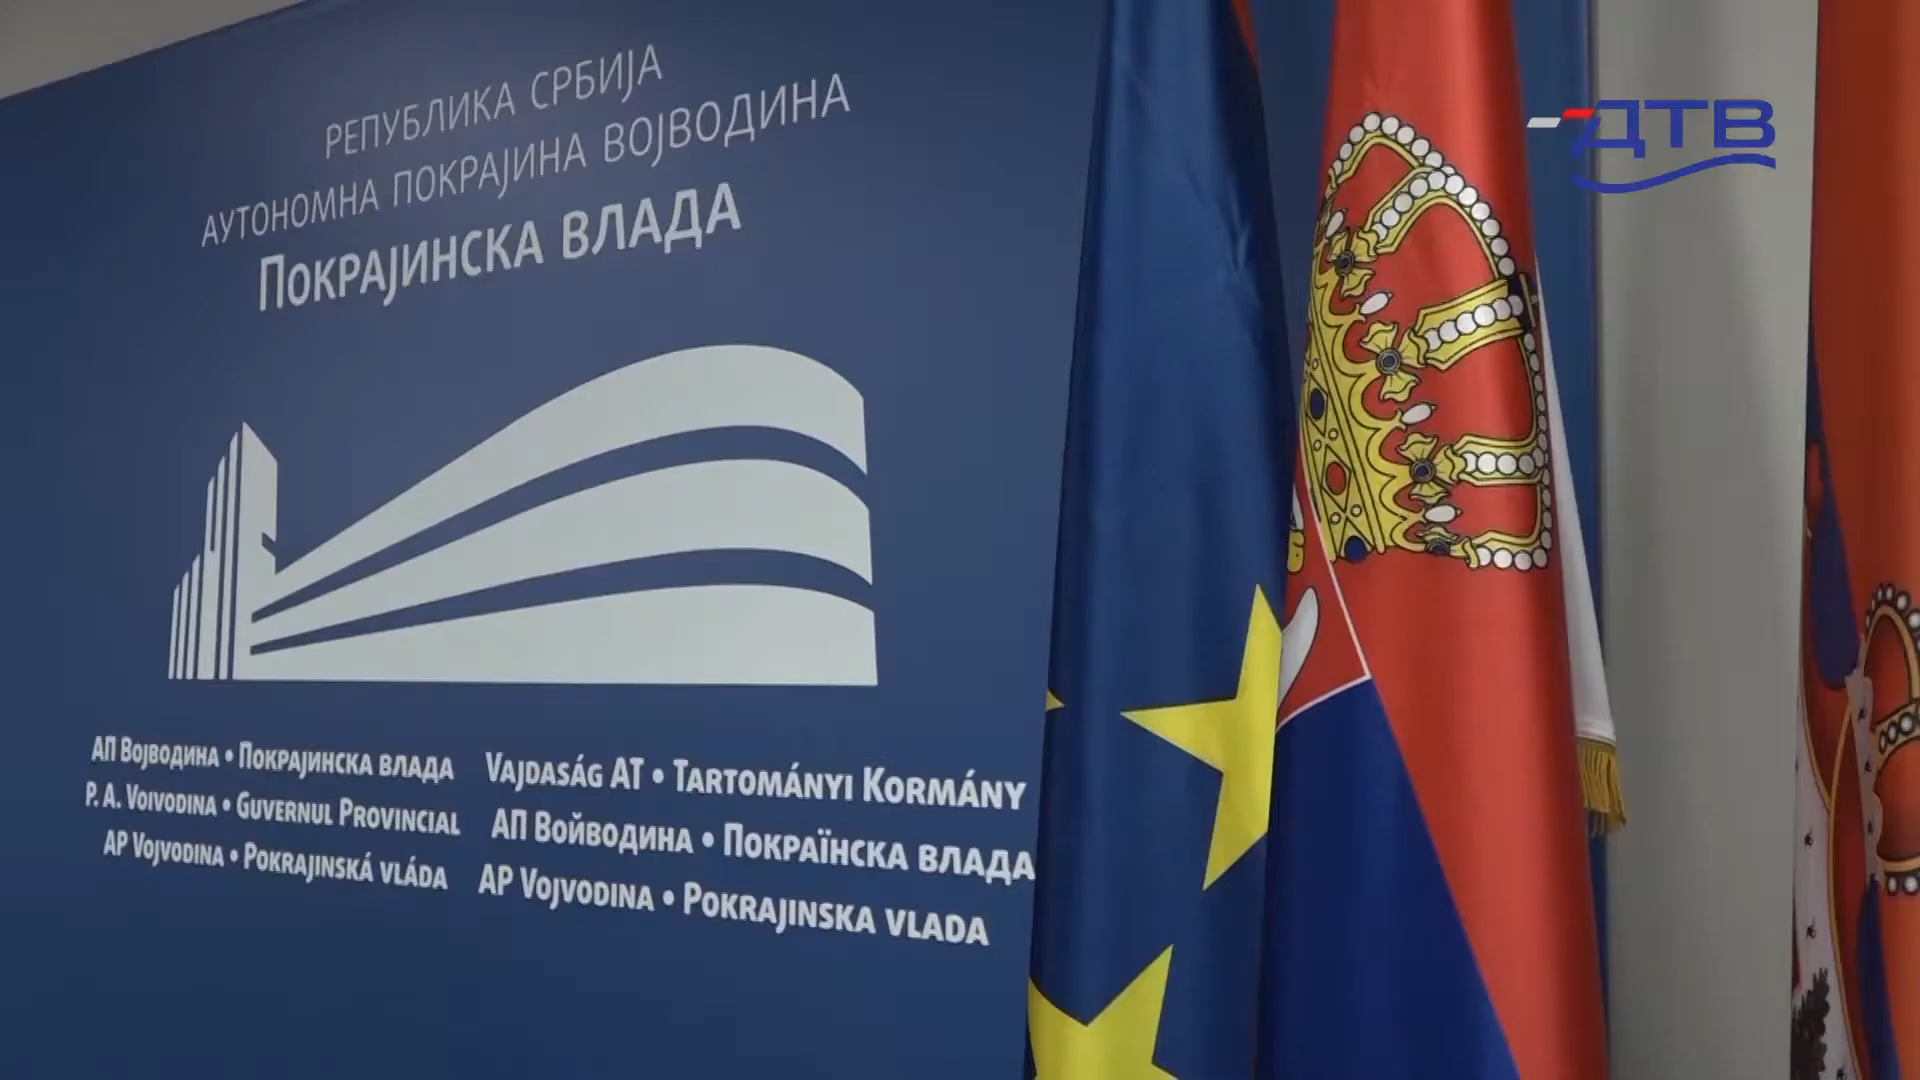 РЕПУБЛИКА СРБИЈА
АУТОНОМНА ПОКРАЈИНА ВОЈВОДИНА
ПОКРАЈИНСКА ВЛАДА
АП ВОЈВОДИНА • ПОКРАЈИНСКА ВЛАДА
P. A. VOIVODINA • GUVERNUL PROVINCIAL
AP VOJVODINA • POKRAJINSKÁ VLÁDA
VAJDASÁG AT • TARTOMÁNYI KORMÁNY
АП ВОЙВОДИНА • ПОКРАЇНСКА ВЛАДА
AP VOJVODINA • POKRAJINSKA VLADA
ДТВ